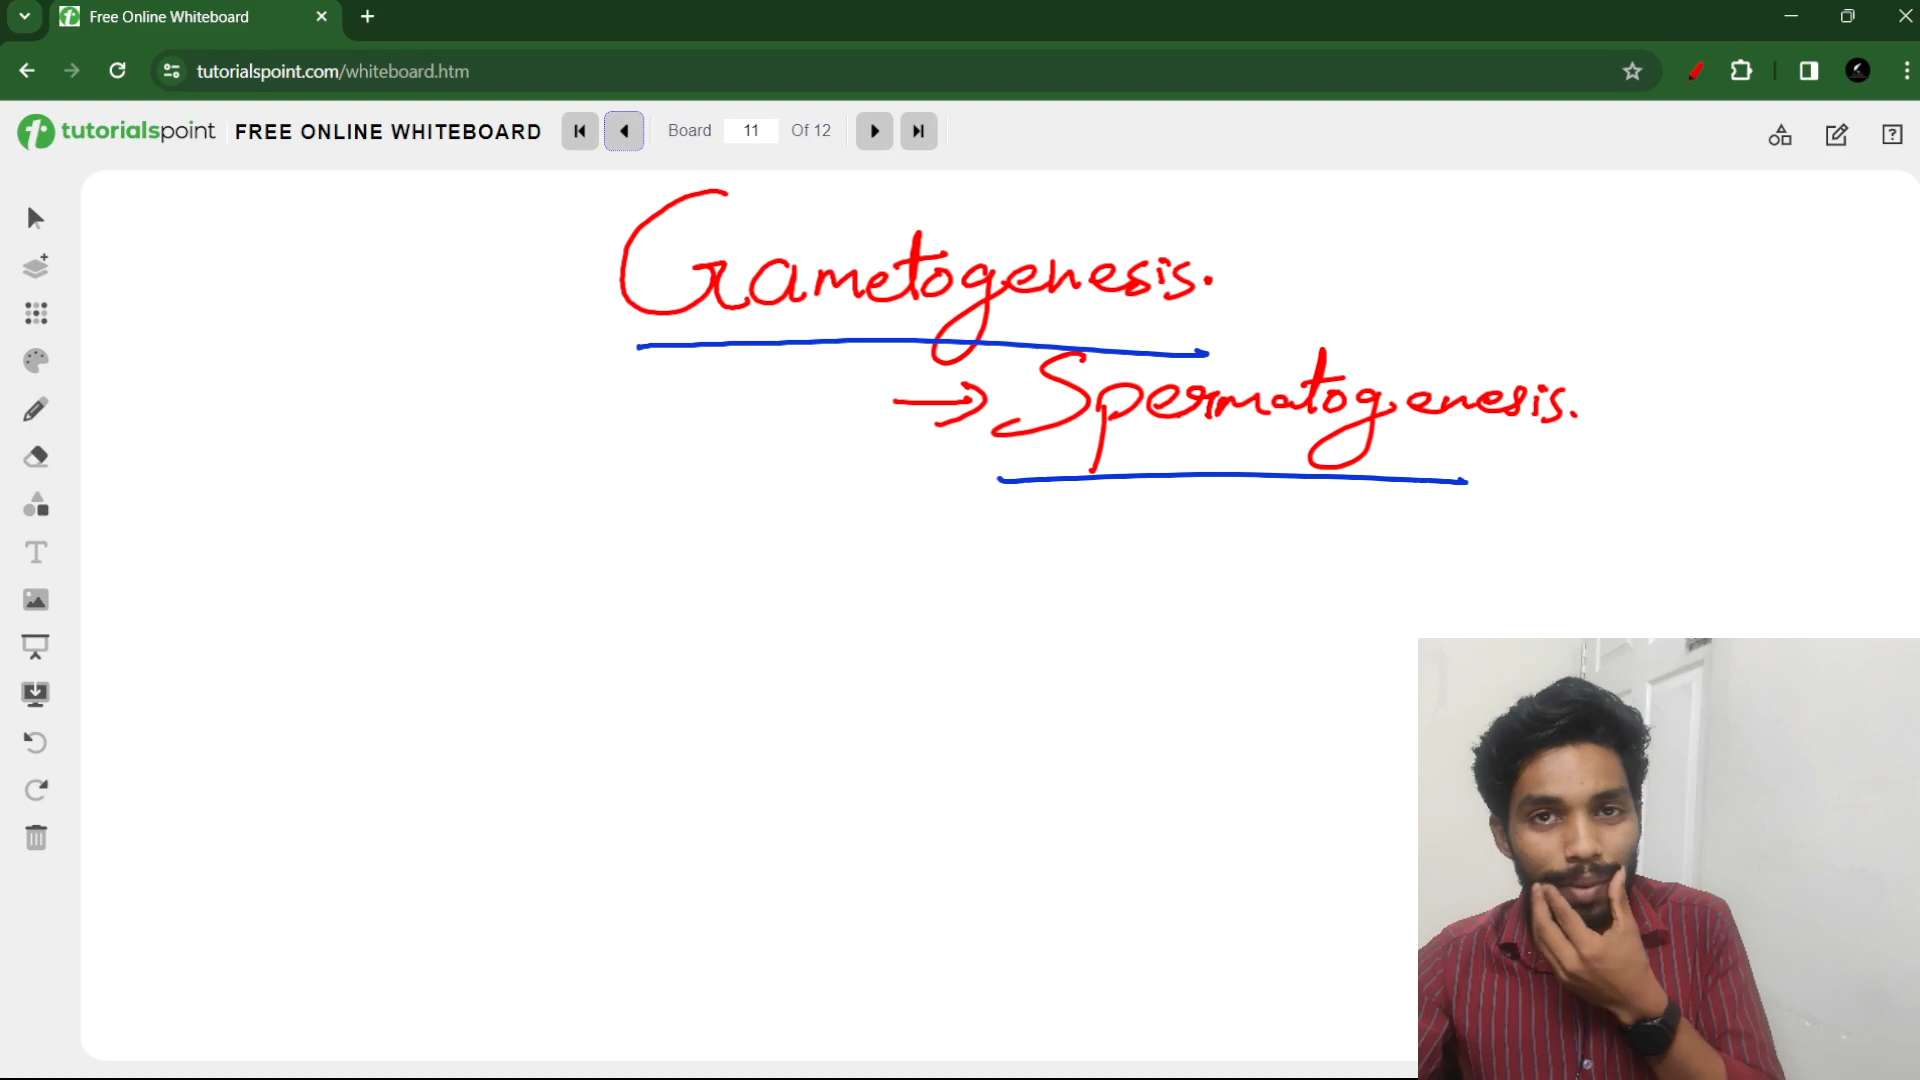 Free Online Whiteboard
tutorialspoint.com/whiteboard.htm
tutorialspoint FREE ONLINE WHITEBOARD Board 11 Of 12
Gametogenesis.
→ Spermatogenesis.